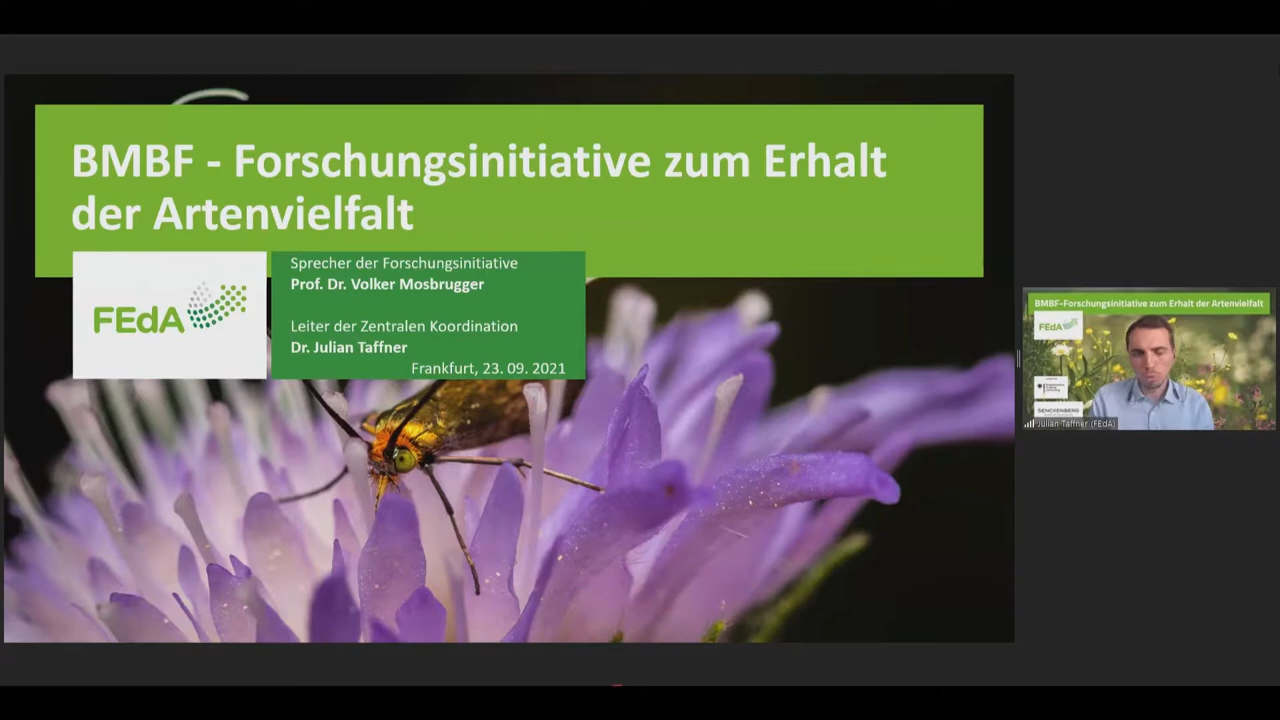 BMBF - Forschungsinitiative zum Erhalt
der Artenvielfalt
FEdA
Sprecher der Forschungsinitiative
Prof. Dr. Volker Mosbrugger
Leiter der Zentralen Koordination
Dr. Julian Taffner
Frankfurt, 23. 09. 2021
BMBF-Forschungsinitiative zum Erhalt der Artenvielfalt
FEdA
SENCKENBERG
Julian Taffner (FEdA)